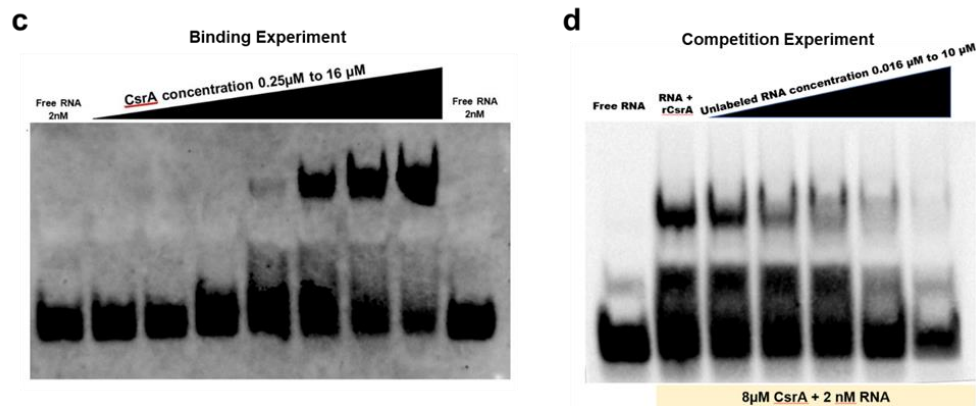 c
Binding Experiment
CsrA concentration 0.25µM to 16 µM
Free RNA
2nM
Free RNA
2nM
d
Competition Experiment
Free RNA
RNA +
rCsrA
Unlabeled RNA concentration 0.016 µM to 10 µM
8µM CsrA + 2 nM RNA